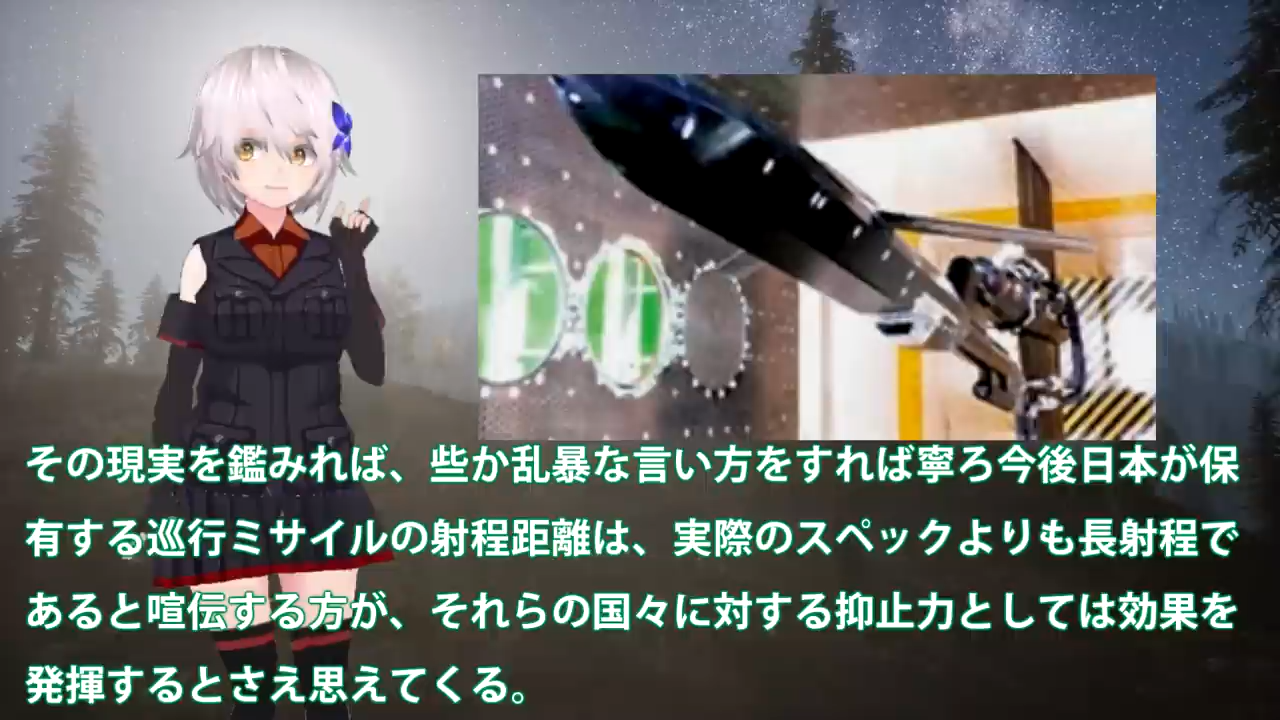 その現実を鑑みれば、些か乱暴な言い方をすれば寧ろ今後日本が保
有する巡行ミサイルの射程距離は、実際のスペックよりも長射程で
あると喧伝する方が、それらの国々に対する抑止力としては効果を
発揮するとさえ思えてくる。